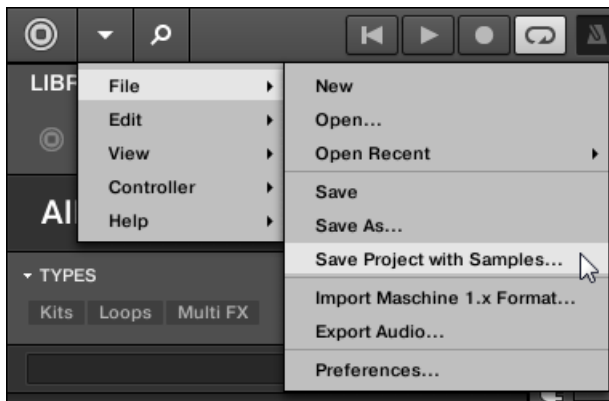 LIBR
File
Edit
View
Controller
Help
New
Open...
Open Recent
Save
Save As...
Save Project with Samples...
Import Maschine 1.x Format...
Export Audio...
Preferences...
All
TYPES
Kits Loops Multi FX